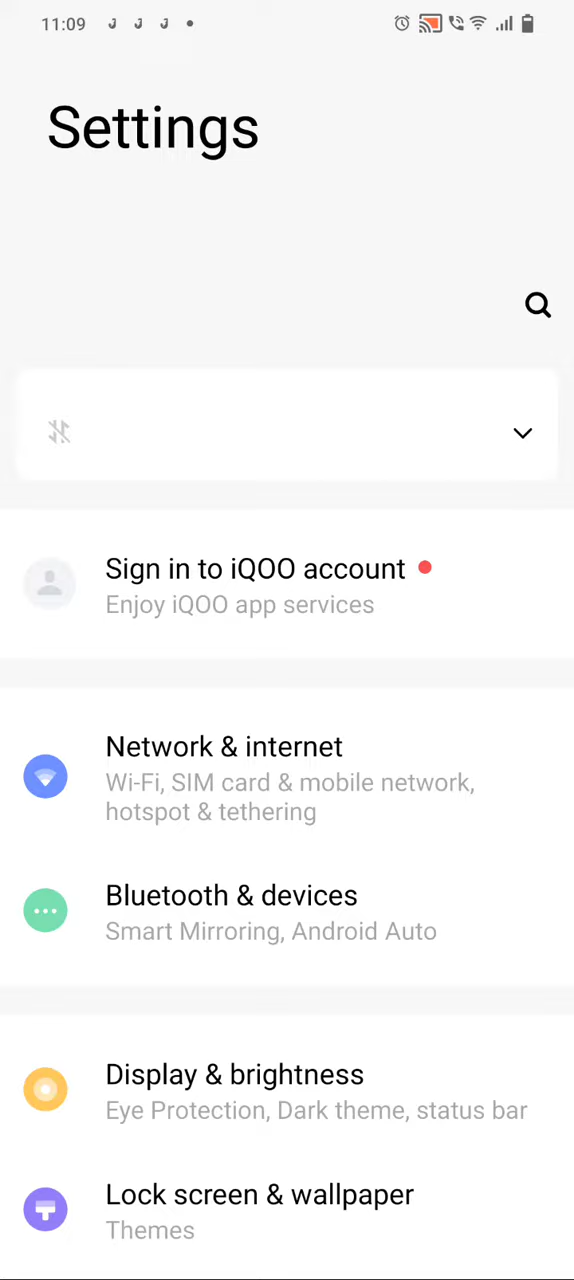 11:09
Settings
Sign in to iQOO account
Enjoy iQOO app services
Network & internet
Wi-Fi, SIM card & mobile network,
hotspot & tethering
Bluetooth & devices
Smart Mirroring, Android Auto
Display & brightness
Eye Protection, Dark theme, status bar
Lock screen & wallpaper
Themes